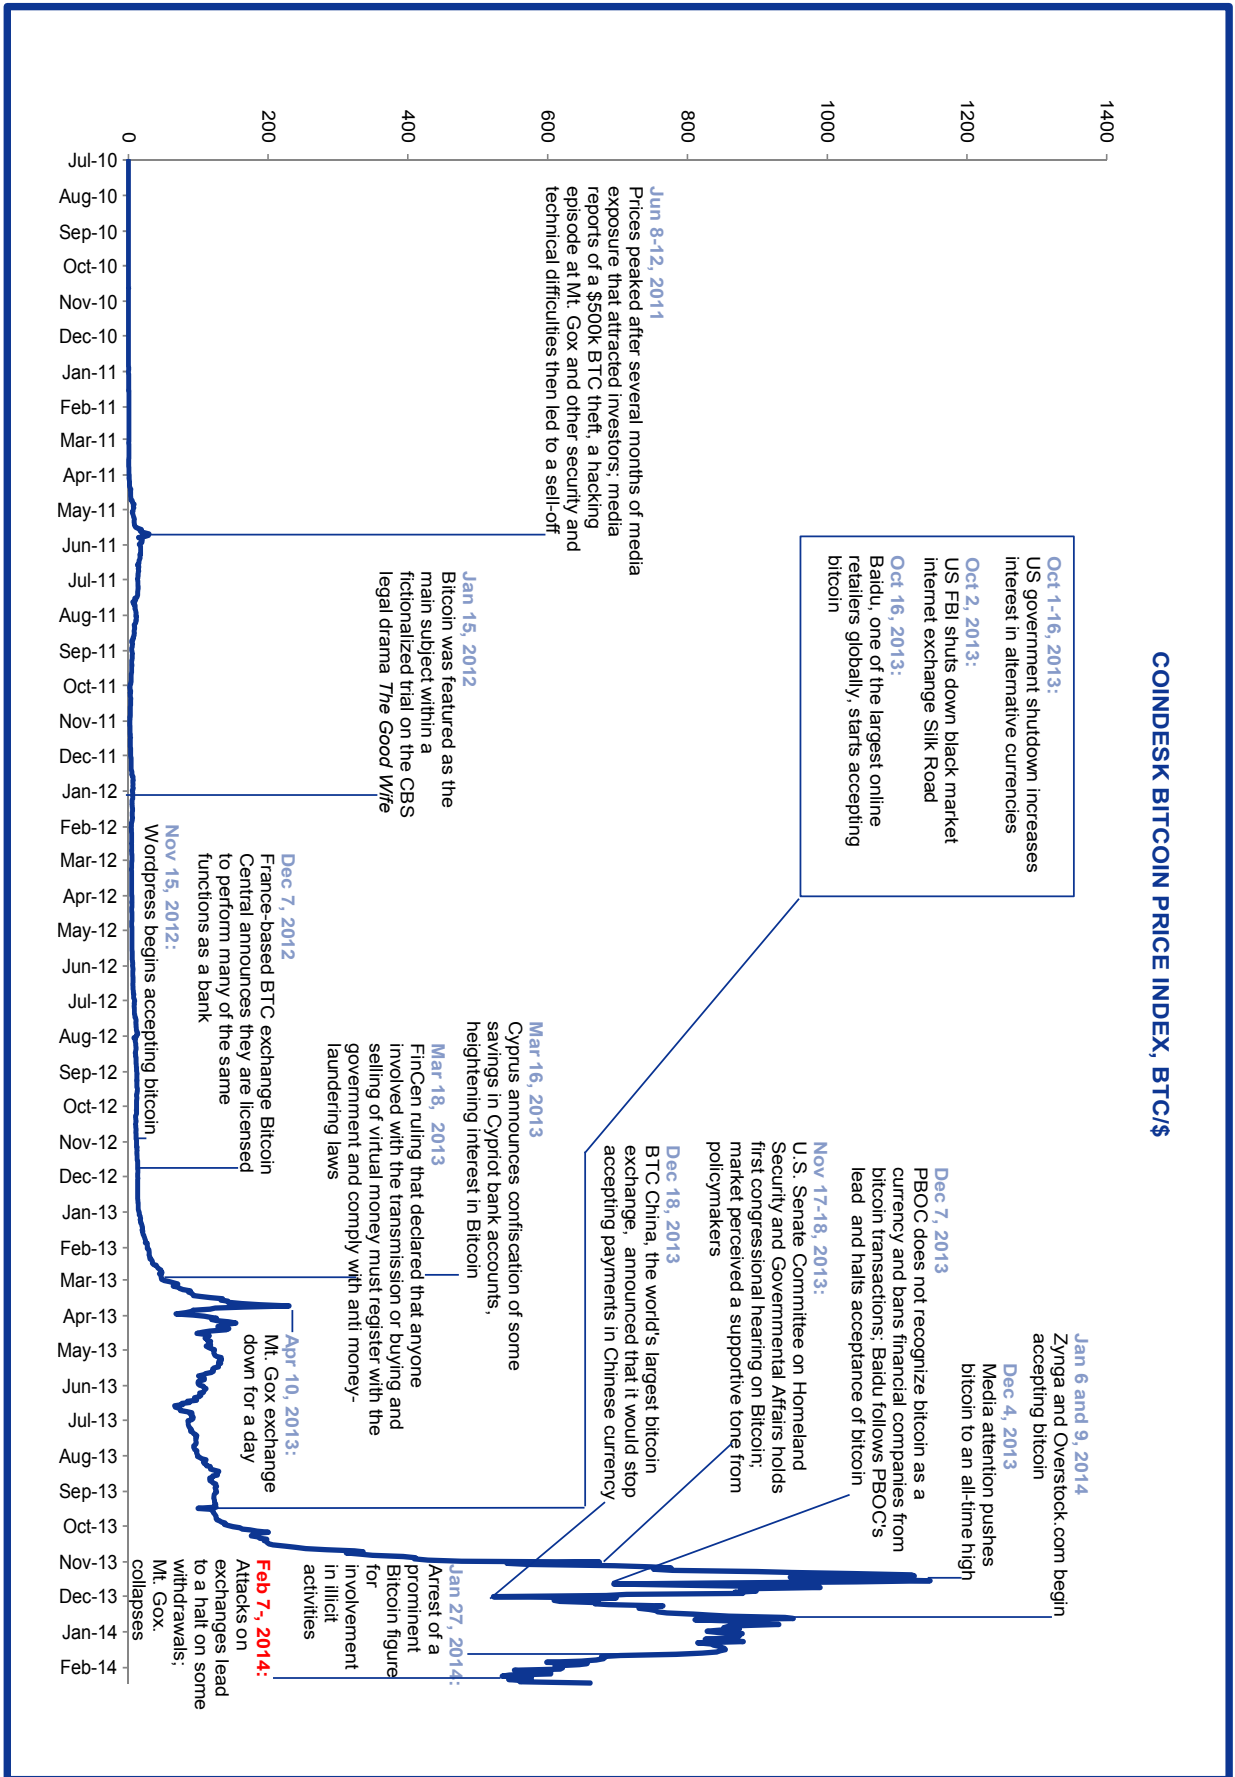 COINDESK BITCOIN PRICE INDEX, BTC/$
1400
1200
1000
800
600
400
200
0
Jul-10
Aug-10
Sep-10
Oct-10
Nov-10
Dec-10
Jan-11
Feb-11
Mar-11
Apr-11
May-11
Jun-11
Jul-11
Aug-11
Sep-11
Oct-11
Nov-11
Dec-11
Jan-12
Feb-12
Mar-12
Apr-12
May-12
Jun-12
Jul-12
Aug-12
Sep-12
Oct-12
Nov-12
Dec-12
Jan-13
Feb-13
Mar-13
Apr-13
May-13
Jun-13
Jul-13
Aug-13
Sep-13
Oct-13
Nov-13
Dec-13
Jan-14
Feb-14
Jun 8-12, 2011
Prices peaked after several months of media
exposure that attracted investors; media
reports of a $500k BTC theft, a hacking
episode at Mt. Gox and other security and
technical difficulties then led to a sell-off
Jan 15, 2012
Bitcoin was featured as the
main subject within a
fictionalized trial on the CBS
legal drama The Good Wife
Nov 15, 2012:
Wordpress begins accepting bitcoin
Dec 7, 2012
France-based BTC exchange Bitcoin
Central announces they are licensed
to perform many of the same
functions as a bank
Mar 16, 2013
Cyprus announces confiscation of some
savings in Cypriot bank accounts,
heightening interest in Bitcoin
Mar 18, 2013
FinCen ruling that declared that anyone
involved with the transmission or buying and
selling of virtual money must register with the
government and comply with anti money-
laundering laws
Apr 10, 2013:
Mt. Gox exchange
down for a day
Oct 1-16, 2013:
US government shutdown increases
interest in alternative currencies
Oct 2, 2013:
US FBI shuts down black market
internet exchange Silk Road
Oct 16, 2013:
Baidu, one of the largest online
retailers globally, starts accepting
bitcoin
Nov 17-18, 2013:
U.S. Senate Committee on Homeland
Security and Governmental Affairs holds
first congressional hearing on Bitcoin;
market perceived a supportive tone from
policymakers
Dec 18, 2013
BTC China, the world's largest bitcoin
exchange, announced that it would stop
accepting payments in Chinese currency
Dec 7, 2013
PBOC does not recognize bitcoin as a
currency and bans financial companies from
bitcoin transactions; Baidu follows PBOC's
lead and halts acceptance of bitcoin
Dec 4, 2013
Media attention pushes
bitcoin to an all-time high
Jan 6 and 9, 2014
Zynga and Overstock.com begin
accepting bitcoin
Jan 27, 2014:
Arrest of a
prominent
Bitcoin figure
for
involvement
in illicit
activities
Feb 7-, 2014:
Attacks on
exchanges lead
to a halt on some
withdrawals;
Mt. Gox.
collapses